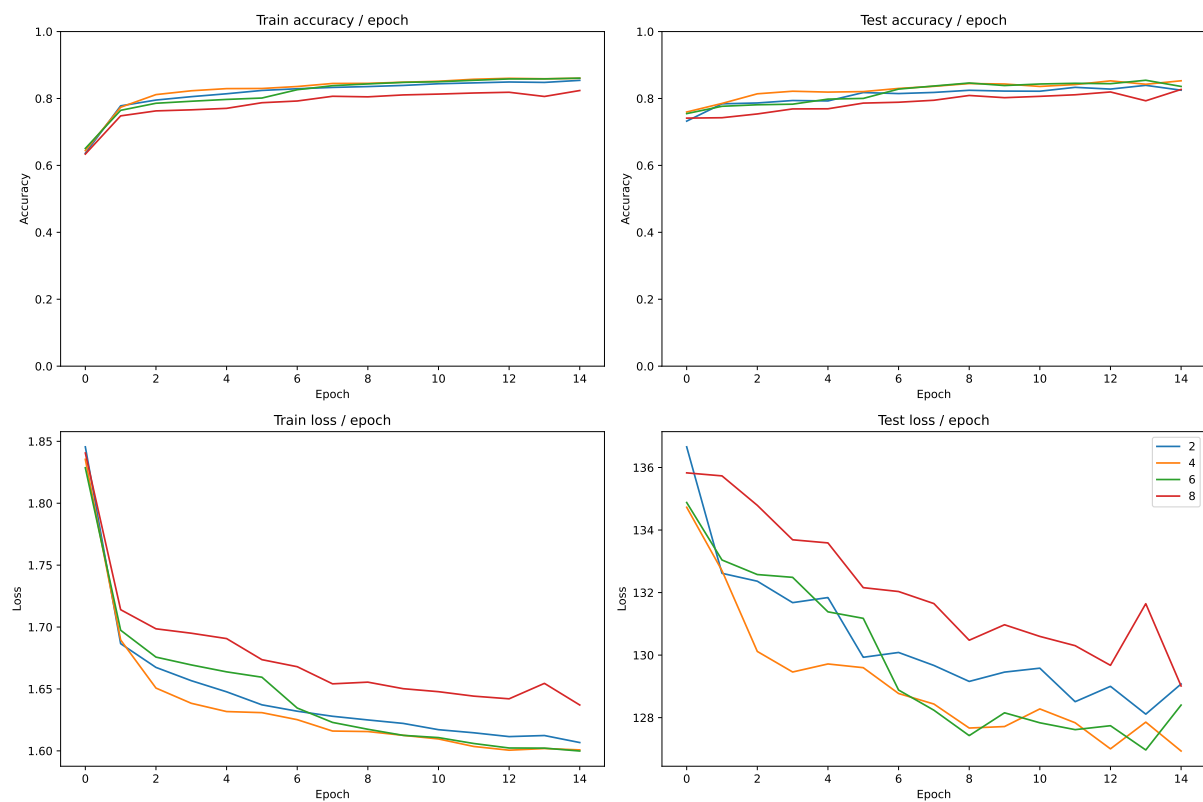 Train accuracy / epoch
1.0
0.8
0.6
0.4
0.2
0.0
Accuracy
0 2 4 6 8 10 12 14
Epoch
Test accuracy / epoch
1.0
0.8
0.6
0.4
0.2
0.0
Accuracy
0 2 4 6 8 10 12 14
Epoch
Train loss / epoch
1.85
1.80
1.75
1.70
1.65
1.60
Loss
0 2 4 6 8 10 12 14
Epoch
Test loss / epoch
136
134
132
130
128
Loss
0 2 4 6 8 10 12 14
Epoch
2
4
6
8